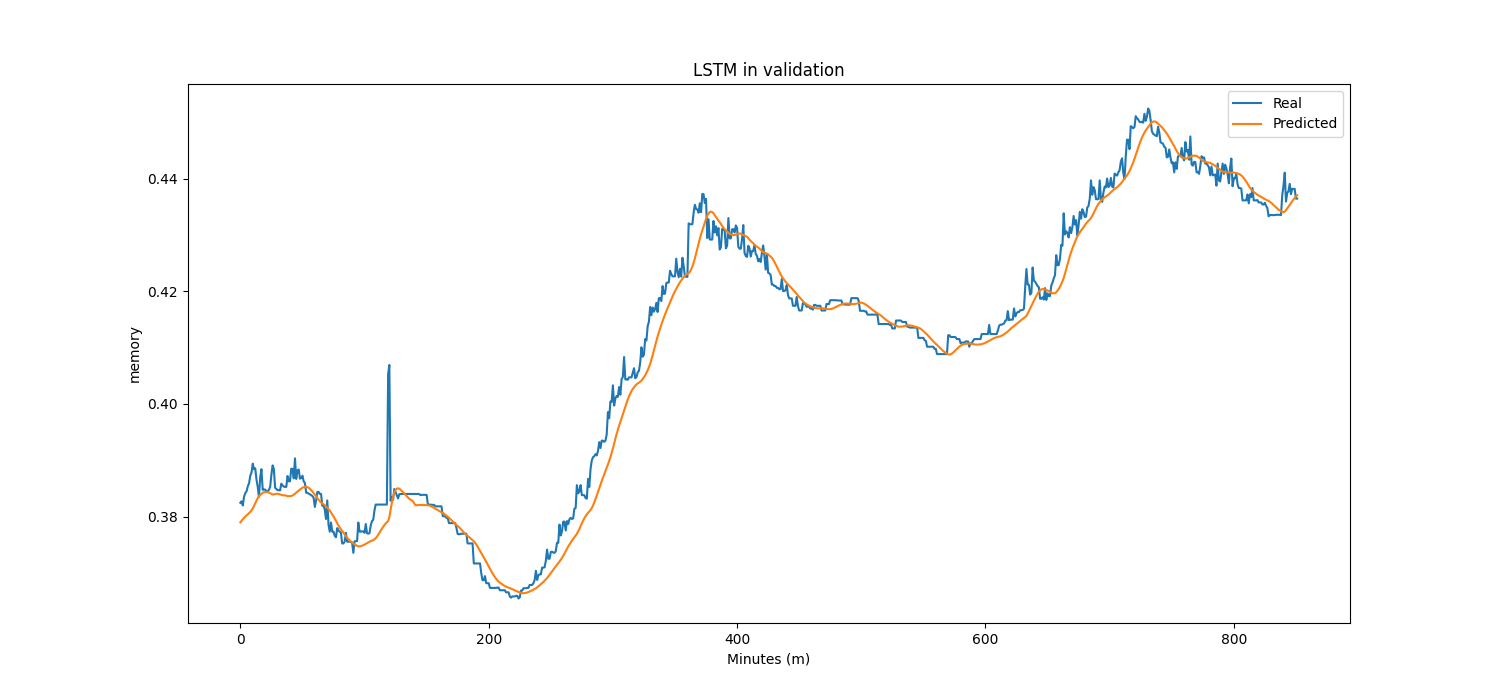 LSTM in validation
Real
Predicted
0.44
0.42
0.40
0.38
memory
0
200
400
600
800
Minutes (m)